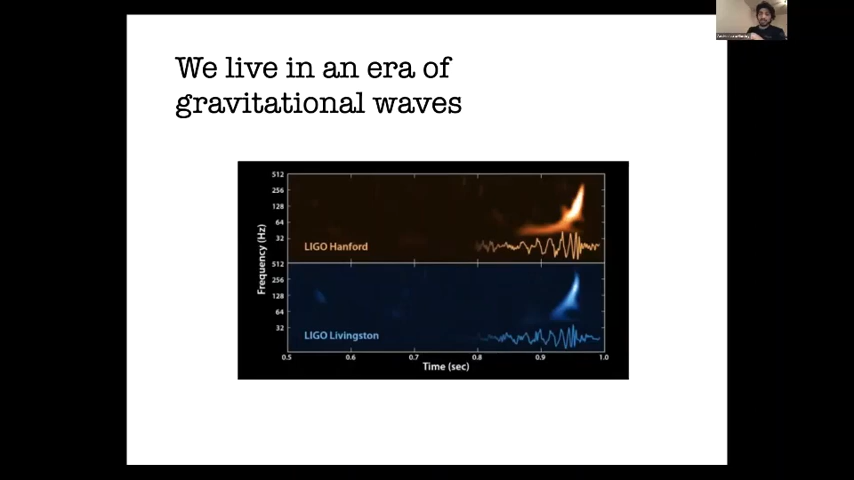 We live in an era of
gravitational waves
512
256
128
64
32
LIGO Hanford
Frequency (Hz)
512
256
128
64
32
LIGO Livingston
0.5 0.6 0.7 0.8 0.9 1.0
Time (sec)